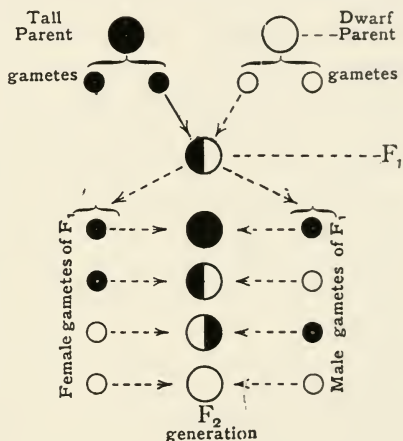 Tall
Parent
Dwarf
Parent
gametes
gametes
F₁
Female gametes of F₁
Male gametes of F₁
F₂
generation